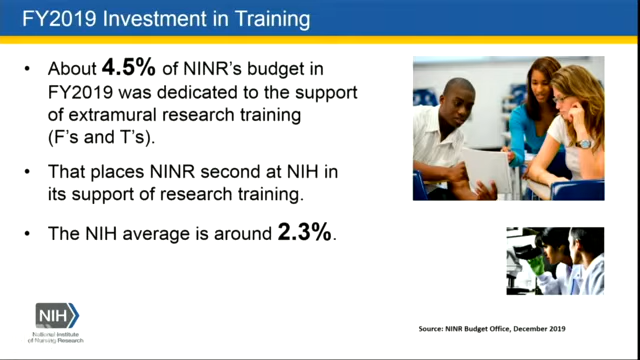 FY2019 Investment in Training
• About 4.5% of NINR's budget in
FY2019 was dedicated to the support
of extramural research training
(F's and T's).
• That places NINR second at NIH in
its support of research training.
• The NIH average is around 2.3%.
NIH
National Institute
of Nursing Research
Source: NINR Budget Office, December 2019